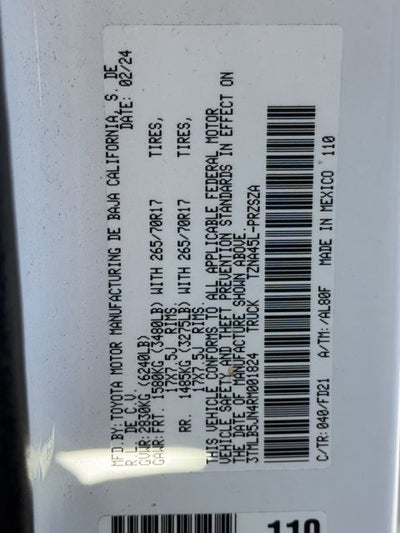 MFD.BY:TOYOTA MOTOR MANUFACTURING DE BAJA CALIFORNIA, S. DE
R.L. DE C.V. DATE: 02/24
GVWR:2830KG (6240LB)
GAWR:FRT. 1580KG (3480LB) WITH 265/70R17 TIRES,
17X7.5J RIMS.
RR. 1485KG (3275LB) WITH 265/70R17 TIRES,
17X7.5J RIMS.
THIS VEHICLE CONFORMS TO ALL APPLICABLE FEDERAL MOTOR
VEHICLE SAFETY AND THEFT PREVENTION STANDARDS IN EFFECT ON
THE DATE OF MANUFACTURE SHOWN ABOVE.
3TMLB5JN4RM001824 TRUCK TZNA45L-PRZSZA
C/TR:040/FD21 A/TM:/AL80F MADE IN MEXICO 110
110